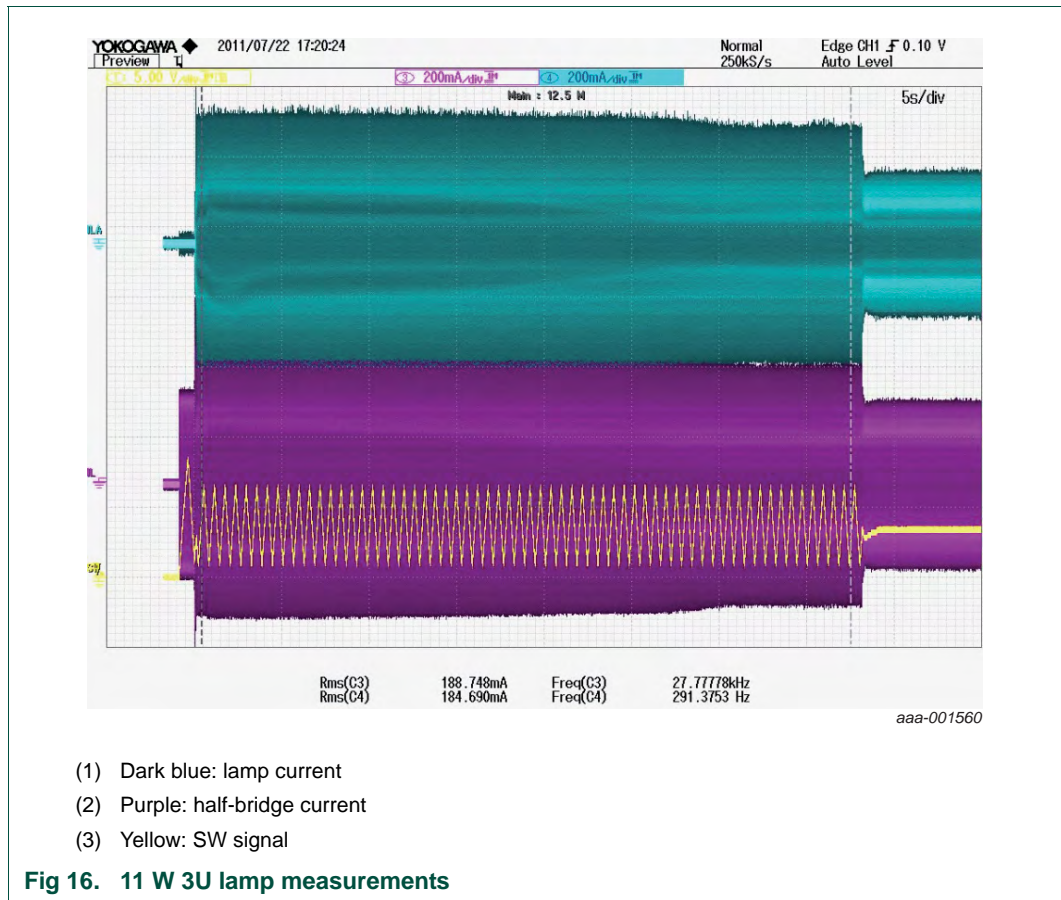 YOKOGAWA ◆ 2011/07/22 17:20:24 Normal Edge CH1 0.10 V
Preview 250kS/s Auto Level
① 5.00 V ③ 200mA/div ④ 200mA/div
Main : 12.5 M
5s/div
ILA
IL
SW
Rms(C3) 188.748mA Freq(C3) 27.77778kHz
Rms(C4) 184.690mA Freq(C4) 291.3753 Hz
aaa-001560
(1) Dark blue: lamp current
(2) Purple: half-bridge current
(3) Yellow: SW signal
Fig 16. 11 W 3U lamp measurements